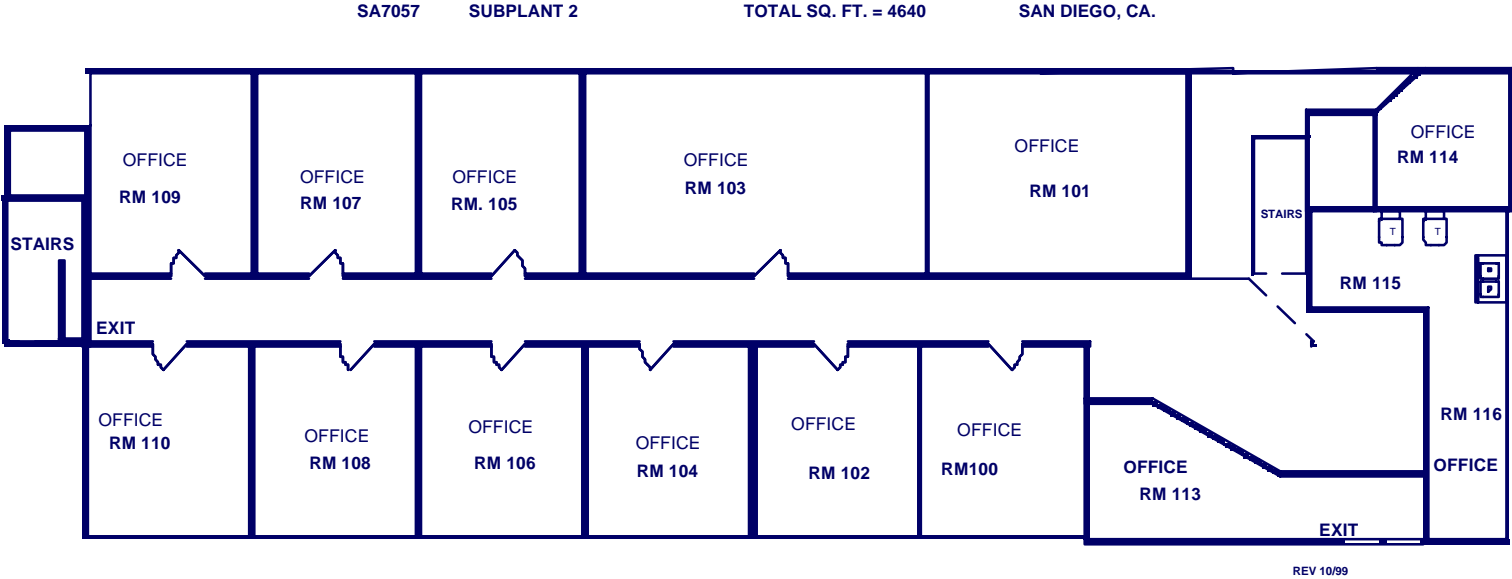 SA7057 SUBPLANT 2 TOTAL SQ. FT. = 4640 SAN DIEGO, CA.
OFFICE
RM 109
OFFICE
RM 107
OFFICE
RM. 105
OFFICE
RM 103
OFFICE
RM 101
OFFICE
RM 114
STAIRS
STAIRS
T
T
RM 115
EXIT
OFFICE
RM 110
OFFICE
RM 108
OFFICE
RM 106
OFFICE
RM 104
OFFICE
RM 102
OFFICE
RM100
OFFICE
RM 113
RM 116
OFFICE
EXIT
REV 10/99